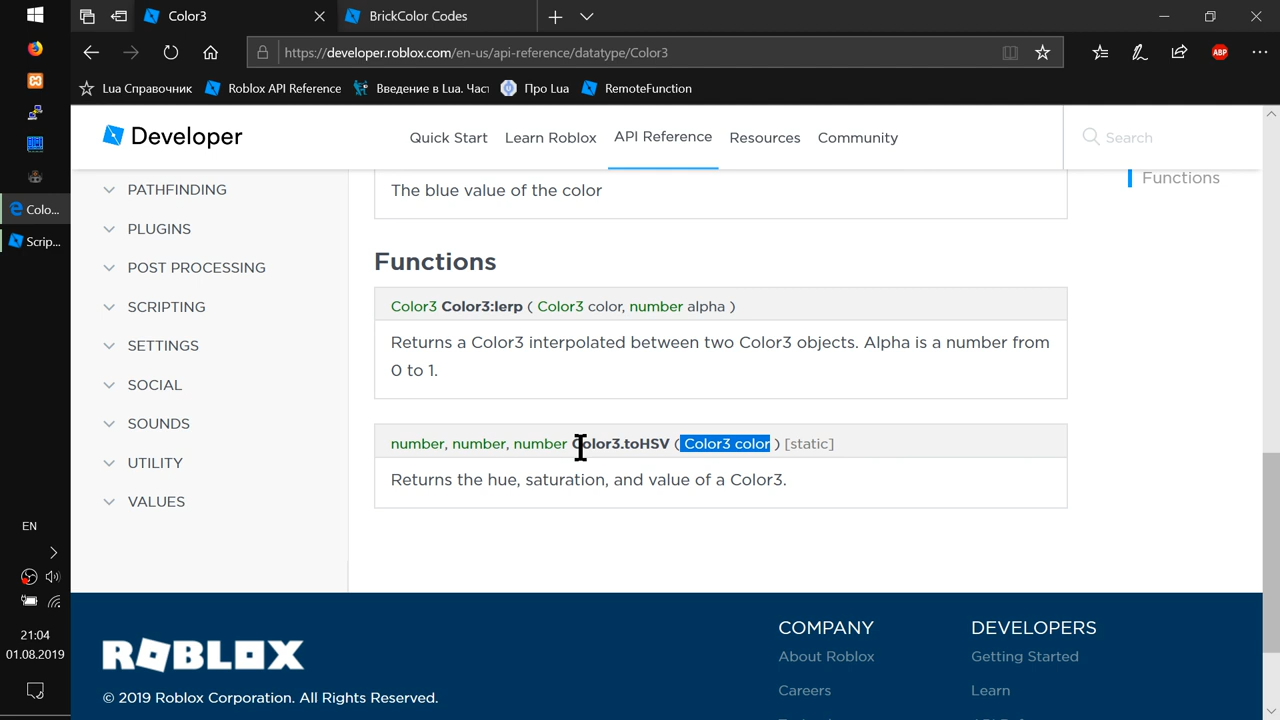 Color3
BrickColor Codes
https://developer.roblox.com/en-us/api-reference/datatype/Color3
ABP
Lua Справочник
Roblox API Reference
Введение в Lua. Част
Про Lua
RemoteFunction
Developer
Quick Start
Learn Roblox
API Reference
Resources
Community
Search
PATHFINDING
PLUGINS
POST PROCESSING
SCRIPTING
SETTINGS
SOCIAL
SOUNDS
UTILITY
VALUES
The blue value of the color
Functions
Functions
Color3 Color3:lerp ( Color3 color, number alpha )
Returns a Color3 interpolated between two Color3 objects. Alpha is a number from
0 to 1.
number, number, number Color3.toHSV ( Color3 color ) [static]
Returns the hue, saturation, and value of a Color3.
Colo...
Scrip...
EN
21:04
01.08.2019
ROBLOX
© 2019 Roblox Corporation. All Rights Reserved.
COMPANY
About Roblox
Careers
DEVELOPERS
Getting Started
Learn